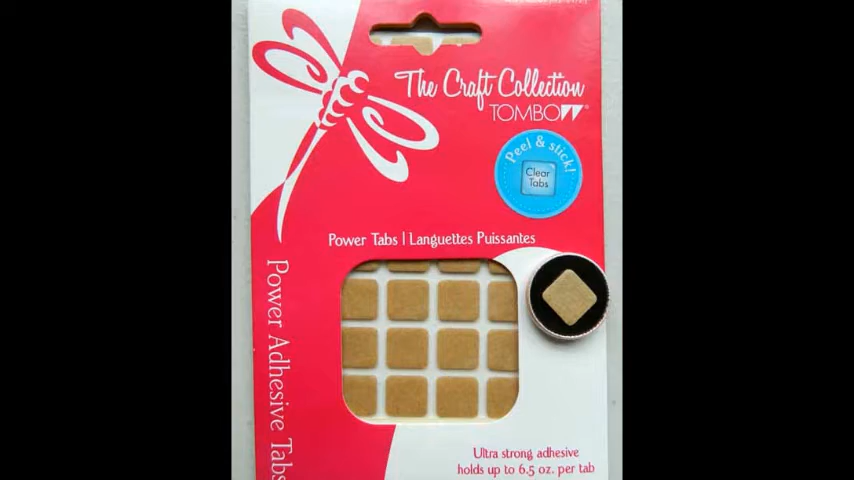 The Craft Collection
TOMBOW
Peel & stick!
Clear
Tabs
Power Tabs | Languettes Puissantes
Power Adhesive Tabs
Ultra strong adhesive
holds up to 6.5 oz. per tab